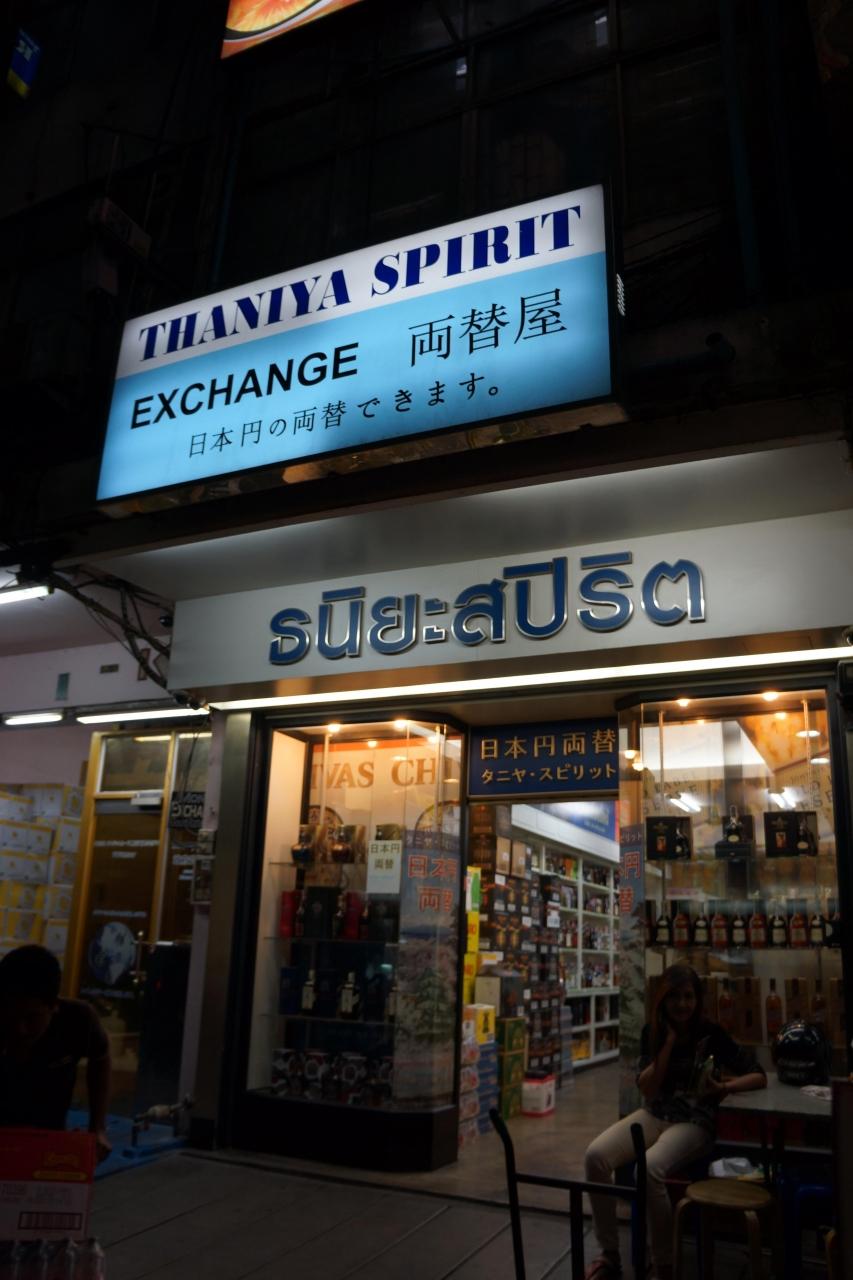 THANIYA SPIRIT
EXCHANGE 両替屋
日本円の両替できます。
ธนิยะสปิริต
日本円両替
タニヤ・スピリット
VAS CH
日本円
両替